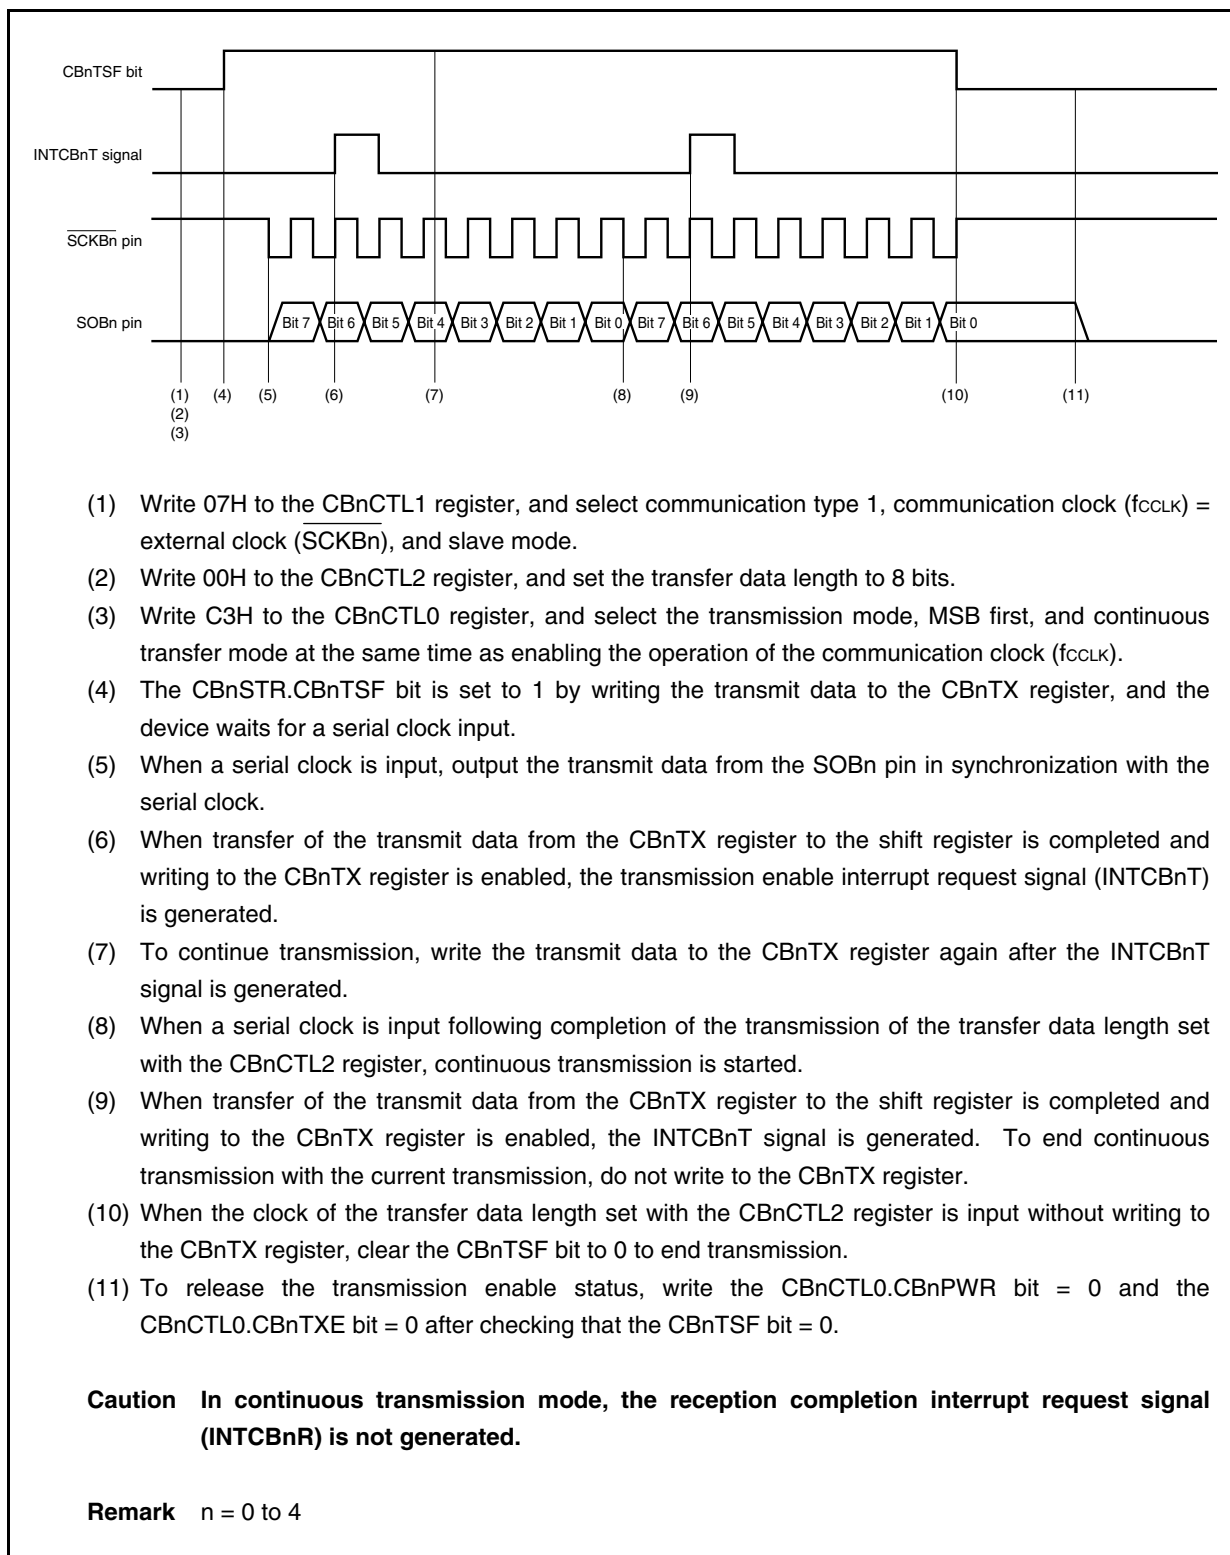 CBnTSF bit
INTCBnT signal
SCKBn pin
SOBn pin
Bit 7 Bit 6 Bit 5 Bit 4 Bit 3 Bit 2 Bit 1 Bit 0 Bit 7 Bit 6 Bit 5 Bit 4 Bit 3 Bit 2 Bit 1 Bit 0
(1) (4) (5) (6) (7) (8) (9) (10) (11)
(2)
(3)
(1) Write 07H to the CBnCTL1 register, and select communication type 1, communication clock (fCCLK) =
external clock (SCKBn), and slave mode.
(2) Write 00H to the CBnCTL2 register, and set the transfer data length to 8 bits.
(3) Write C3H to the CBnCTL0 register, and select the transmission mode, MSB first, and continuous
transfer mode at the same time as enabling the operation of the communication clock (fCCLK).
(4) The CBnSTR.CBnTSF bit is set to 1 by writing the transmit data to the CBnTX register, and the
device waits for a serial clock input.
(5) When a serial clock is input, output the transmit data from the SOBn pin in synchronization with the
serial clock.
(6) When transfer of the transmit data from the CBnTX register to the shift register is completed and
writing to the CBnTX register is enabled, the transmission enable interrupt request signal (INTCBnT)
is generated.
(7) To continue transmission, write the transmit data to the CBnTX register again after the INTCBnT
signal is generated.
(8) When a serial clock is input following completion of the transmission of the transfer data length set
with the CBnCTL2 register, continuous transmission is started.
(9) When transfer of the transmit data from the CBnTX register to the shift register is completed and
writing to the CBnTX register is enabled, the INTCBnT signal is generated. To end continuous
transmission with the current transmission, do not write to the CBnTX register.
(10) When the clock of the transfer data length set with the CBnCTL2 register is input without writing to
the CBnTX register, clear the CBnTSF bit to 0 to end transmission.
(11) To release the transmission enable status, write the CBnCTL0.CBnPWR bit = 0 and the
CBnCTL0.CBnTXE bit = 0 after checking that the CBnTSF bit = 0.
Caution In continuous transmission mode, the reception completion interrupt request signal
(INTCBnR) is not generated.
Remark n = 0 to 4